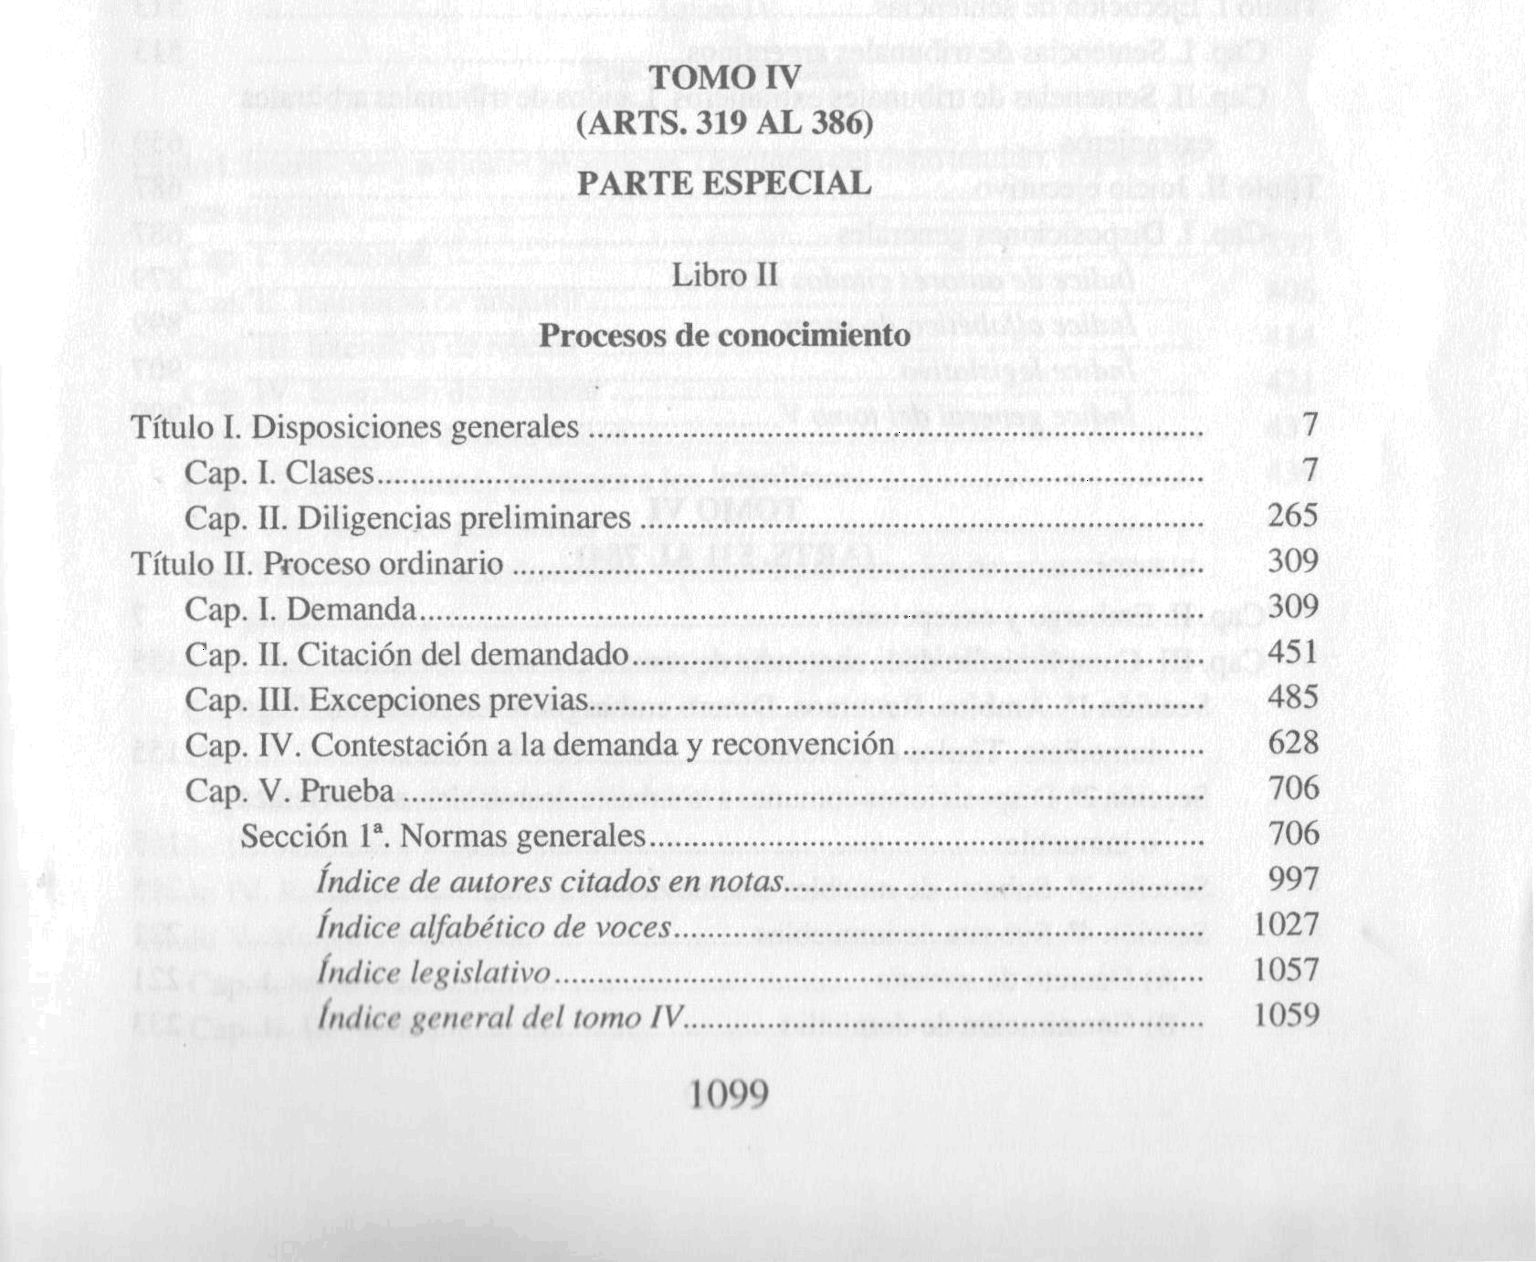 TOMO IV
(ARTS. 319 AL 386)
PARTE ESPECIAL
Libro II
Procesos de conocimiento
Título I. Disposiciones generales ........ 7
Cap. I. Clases ........ 7
Cap. II. Diligencias preliminares ........ 265
Título II. Proceso ordinario ........ 309
Cap. I. Demanda ........ 309
Cap. II. Citación del demandado ........ 451
Cap. III. Excepciones previas ........ 485
Cap. IV. Contestación a la demanda y reconvención ........ 628
Cap. V. Prueba ........ 706
Sección 1ª. Normas generales ........ 706
Índice de autores citados en notas ........ 997
Índice alfabético de voces ........ 1027
Índice legislativo ........ 1057
Índice general del tomo IV ........ 1059
1099